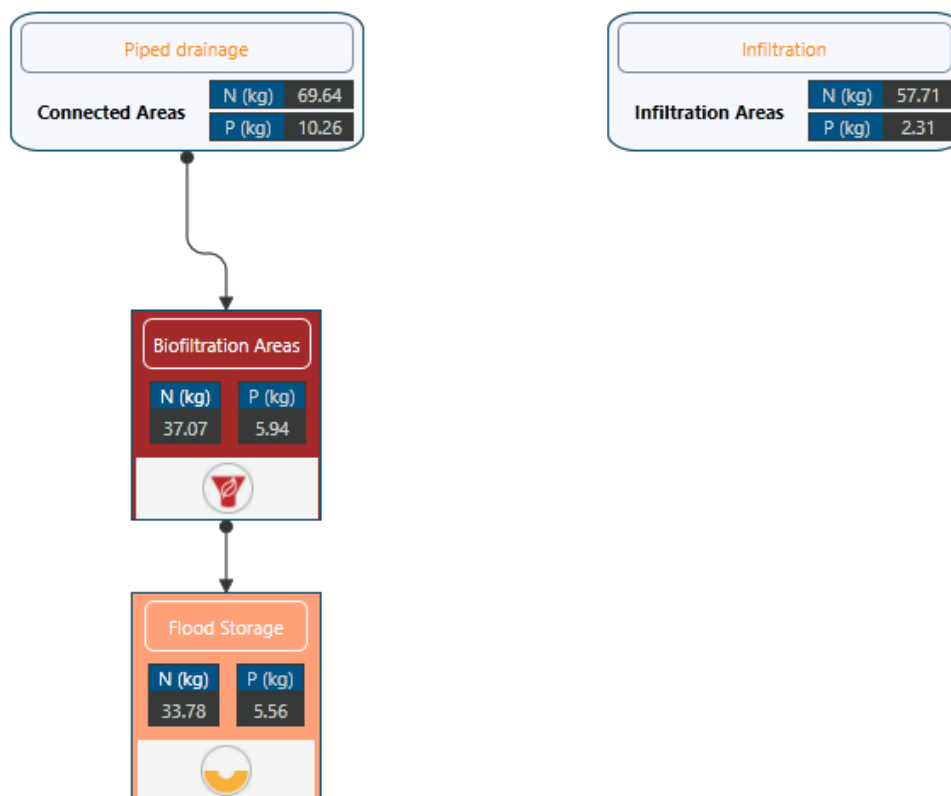 Piped drainage
Connected Areas
N (kg) 69.64
P (kg) 10.26
Infiltration
Infiltration Areas
N (kg) 57.71
P (kg) 2.31
Biofiltration Areas
N (kg) P (kg)
37.07 5.94
Flood Storage
N (kg) P (kg)
33.78 5.56